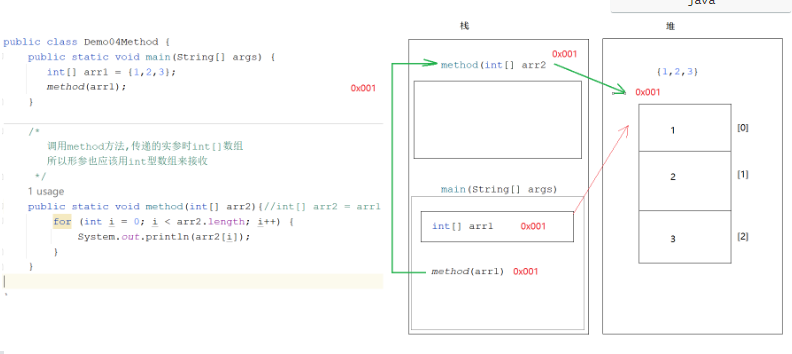 java
public class Demo04Method {
public static void main(String[] args) {
int[] arr1 = {1,2,3};
method(arr1);
0x001
}
/*
调用method方法,传递的实参时int[]数组
所以形参也应该用int型数组来接收
*/
1 usage
public static void method(int[] arr2){//int[] arr2 = arr1
for (int i = 0; i < arr2.length; i++) {
System.out.println(arr2[i]);
}
}
栈
0x001
method(int[] arr2
main(String[] args)
int[] arr1 0x001
method(arr1) 0x001
堆
{1,2,3}
0x001
1 [0]
2 [1]
3 [2]